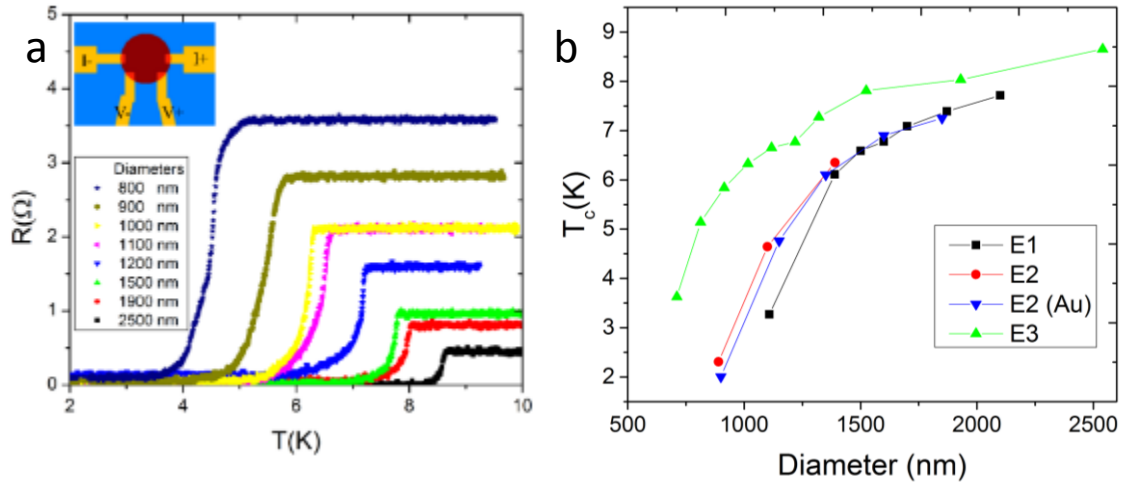 a
I-
I+
V-
V+
5
4
3
2
1
0
R(Ω)
Diameters
800 nm
900 nm
1000 nm
1100 nm
1200 nm
1500 nm
1900 nm
2500 nm
2 4 6 8 10
T(K)
b
9
8
7
6
5
4
3
2
Tc(K)
E1
E2
E2 (Au)
E3
500 1000 1500 2000 2500
Diameter (nm)